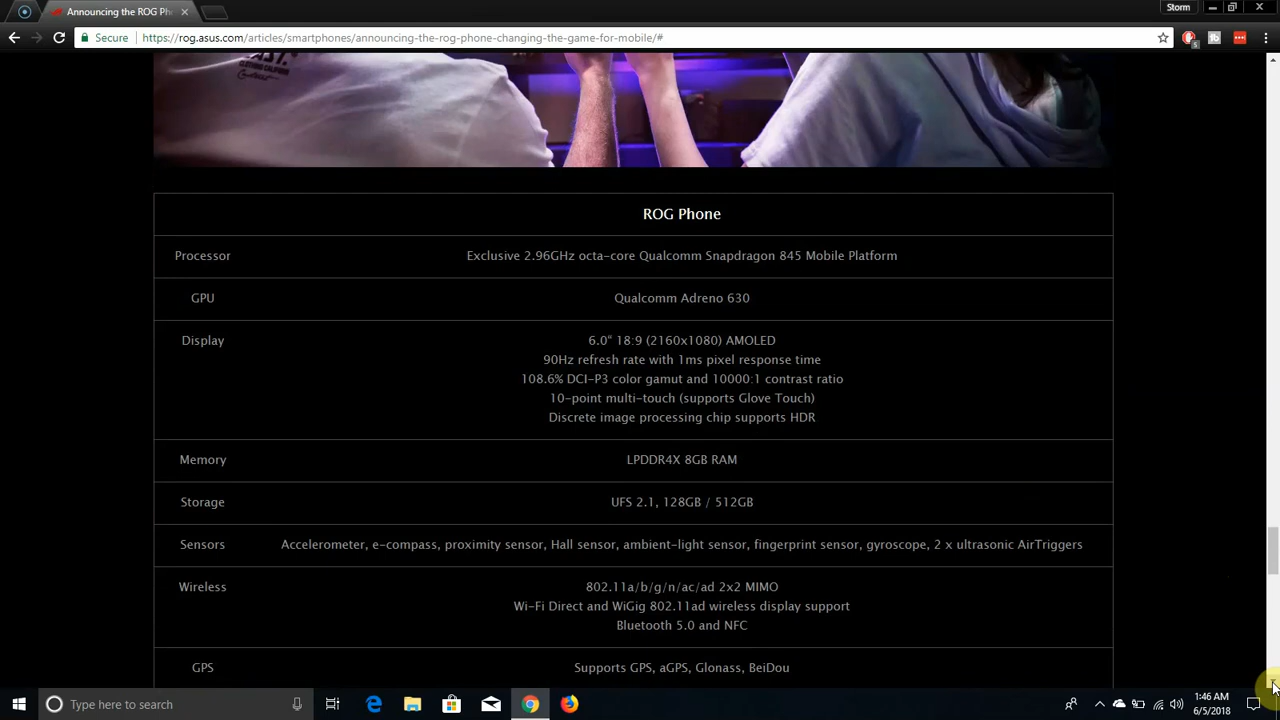 Announcing the ROG Ph
Storm
Secure
https://rog.asus.com/articles/smartphones/announcing-the-rog-phone-changing-the-game-for-mobile/#
5
CLOTHING CALIFORNIA
ROG Phone
Processor
Exclusive 2.96GHz octa-core Qualcomm Snapdragon 845 Mobile Platform
GPU
Qualcomm Adreno 630
Display
6.0“ 18:9 (2160x1080) AMOLED
90Hz refresh rate with 1ms pixel response time
108.6% DCI-P3 color gamut and 10000:1 contrast ratio
10-point multi-touch (supports Glove Touch)
Discrete image processing chip supports HDR
Memory
LPDDR4X 8GB RAM
Storage
UFS 2.1, 128GB / 512GB
Sensors
Accelerometer, e-compass, proximity sensor, Hall sensor, ambient-light sensor, fingerprint sensor, gyroscope, 2 x ultrasonic AirTriggers
Wireless
802.11a/b/g/n/ac/ad 2x2 MIMO
Wi-Fi Direct and WiGig 802.11ad wireless display support
Bluetooth 5.0 and NFC
GPS
Supports GPS, aGPS, Glonass, BeiDou
Type here to search
1:46 AM
6/5/2018